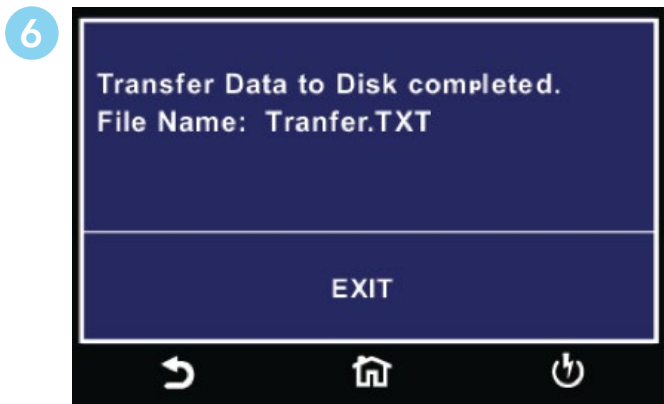 6
Transfer Data to Disk completed.
File Name: Tranfer.TXT
EXIT